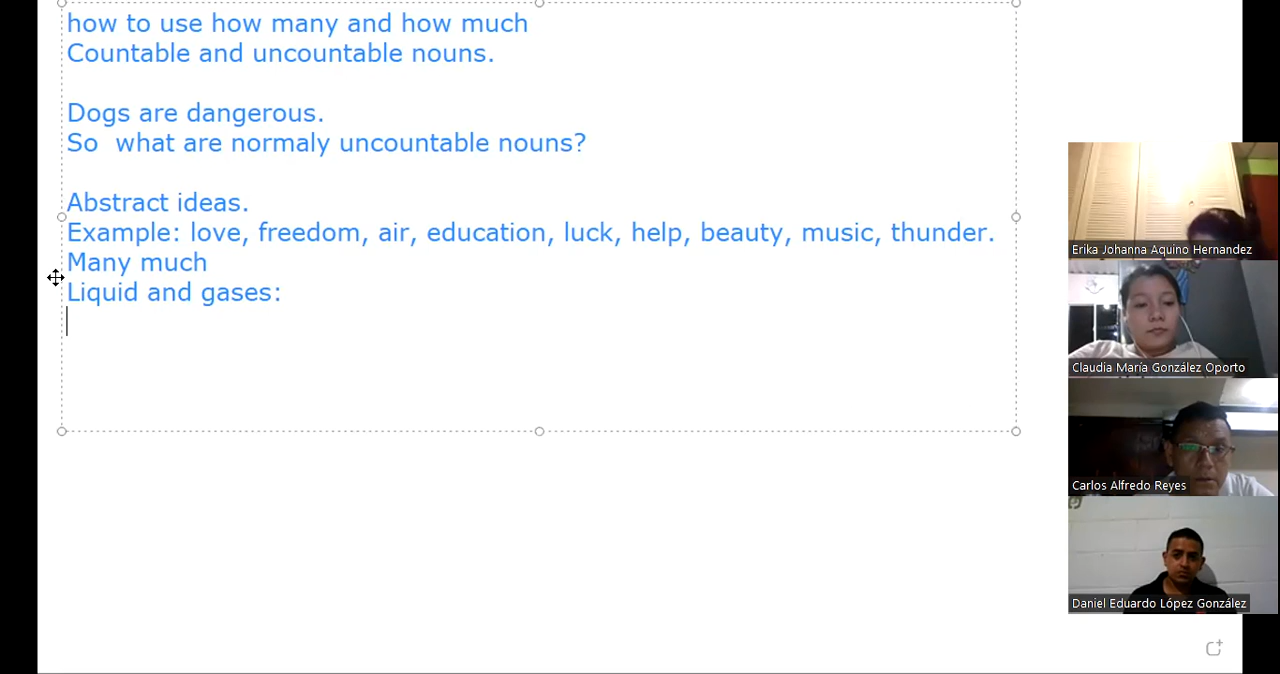 how to use how many and how much
Countable and uncountable nouns.
Dogs are dangerous.
So  what are normaly uncountable nouns?
Abstract ideas.
Example: love, freedom, air, education, luck, help, beauty, music, thunder.
Many much
Liquid and gases:
Erika Johanna Aquino Hernandez
Claudia María González Oporto
Carlos Alfredo Reyes
Daniel Eduardo López González